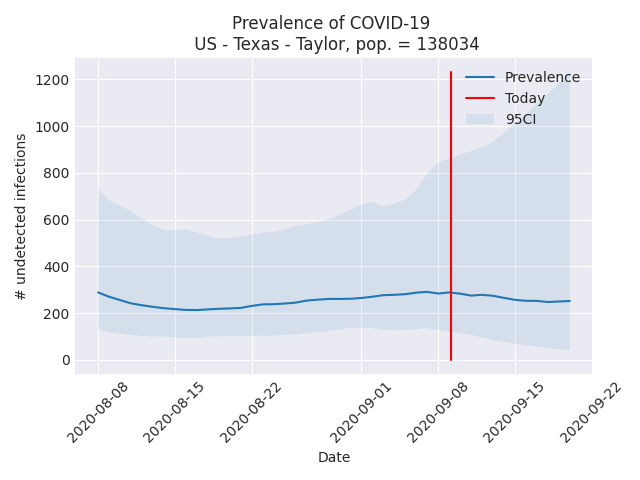 Prevalence of COVID-19
US - Texas - Taylor, pop. = 138034
Prevalence
Today
95CI
# undetected infections
1200
1000
800
600
400
200
0
2020-08-08
2020-08-15
2020-08-22
2020-09-01
2020-09-08
2020-09-15
2020-09-22
Date